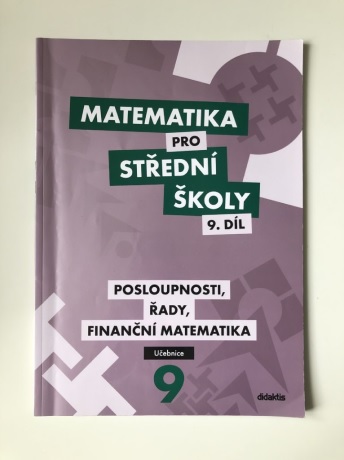 MATEMATIKA
PRO
STŘEDNÍ
ŠKOLY
9. DÍL
POSLOUPNOSTI,
ŘADY,
FINANČNÍ MATEMATIKA
Učebnice
9
didaktis